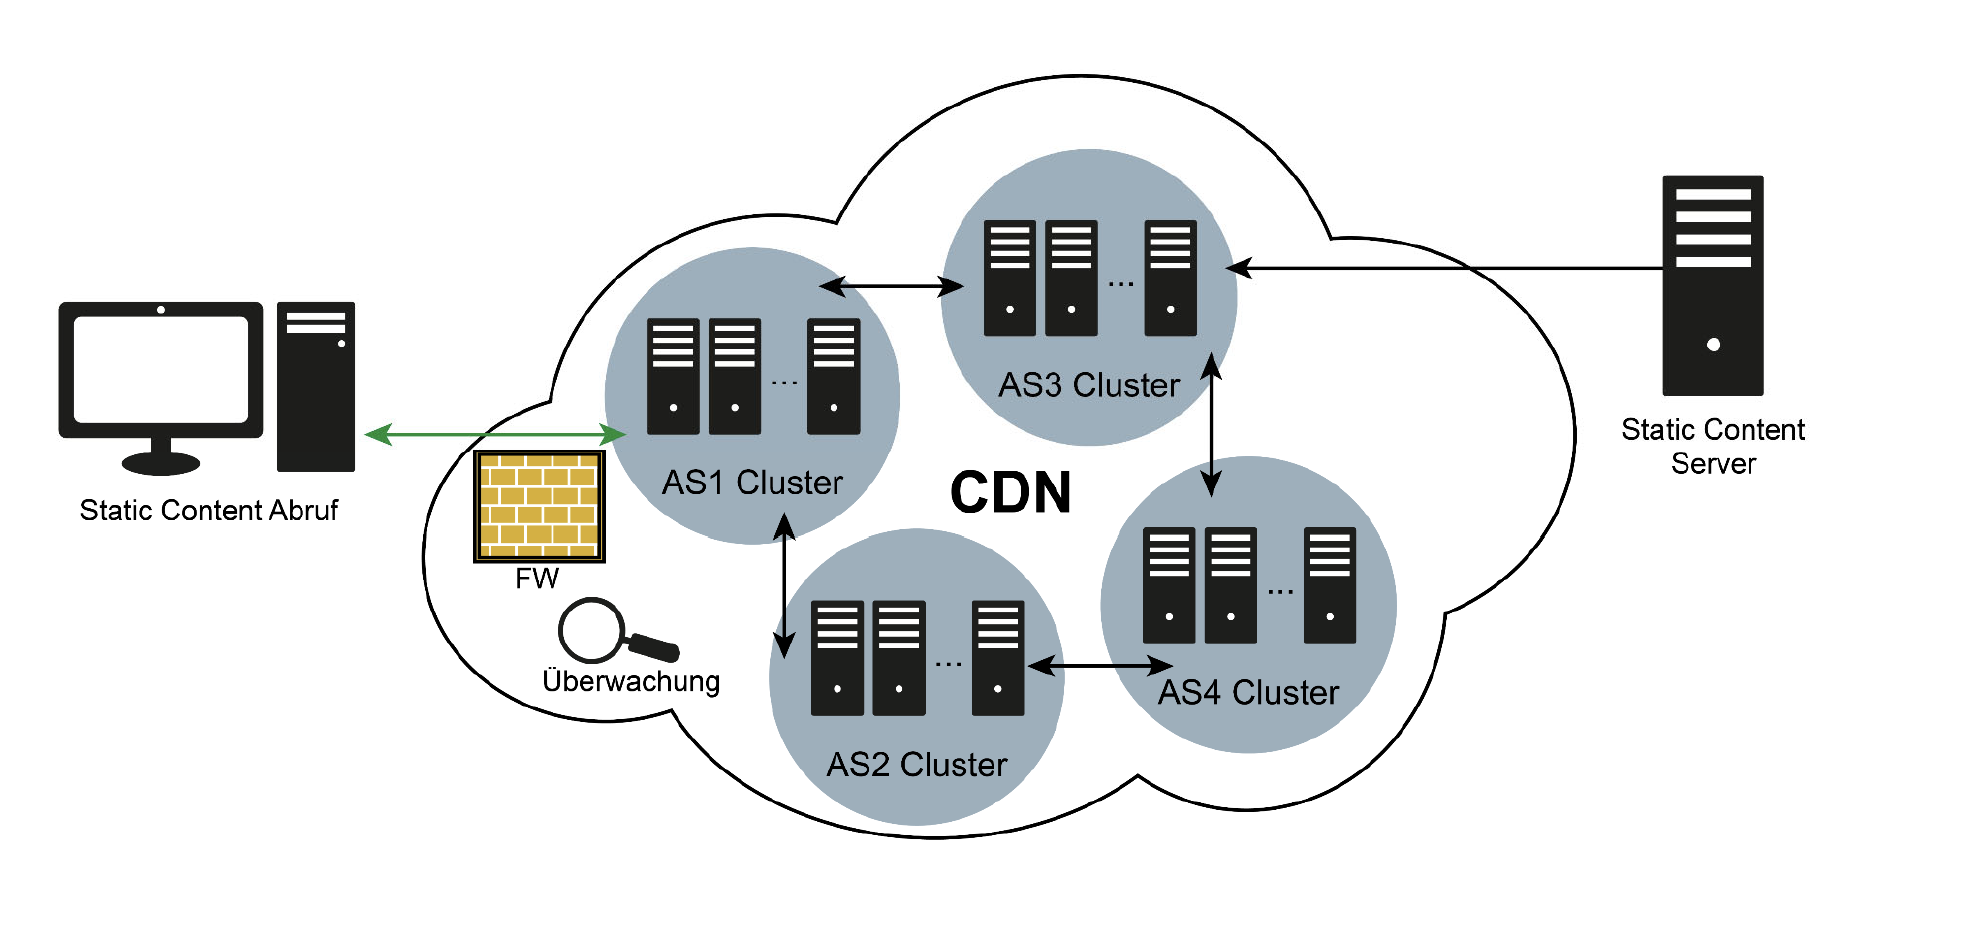 AS3 Cluster
Static Content
Server
AS1 Cluster
CDN
Static Content Abruf
FW
Überwachung
AS4 Cluster
AS2 Cluster